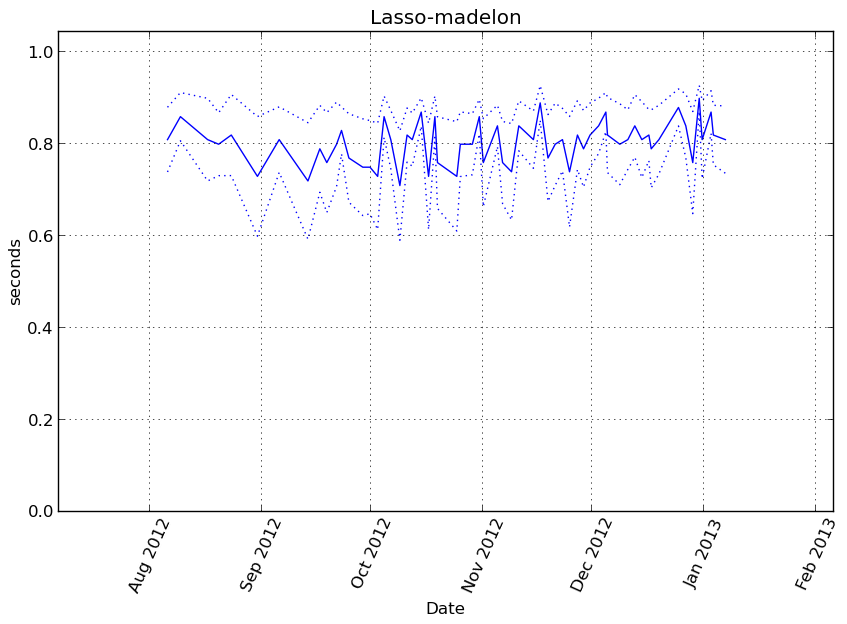 Lasso-madelon
1.0
0.8
0.6
0.4
0.2
0.0
seconds
Aug 2012
Sep 2012
Oct 2012
Nov 2012
Dec 2012
Jan 2013
Feb 2013
Date